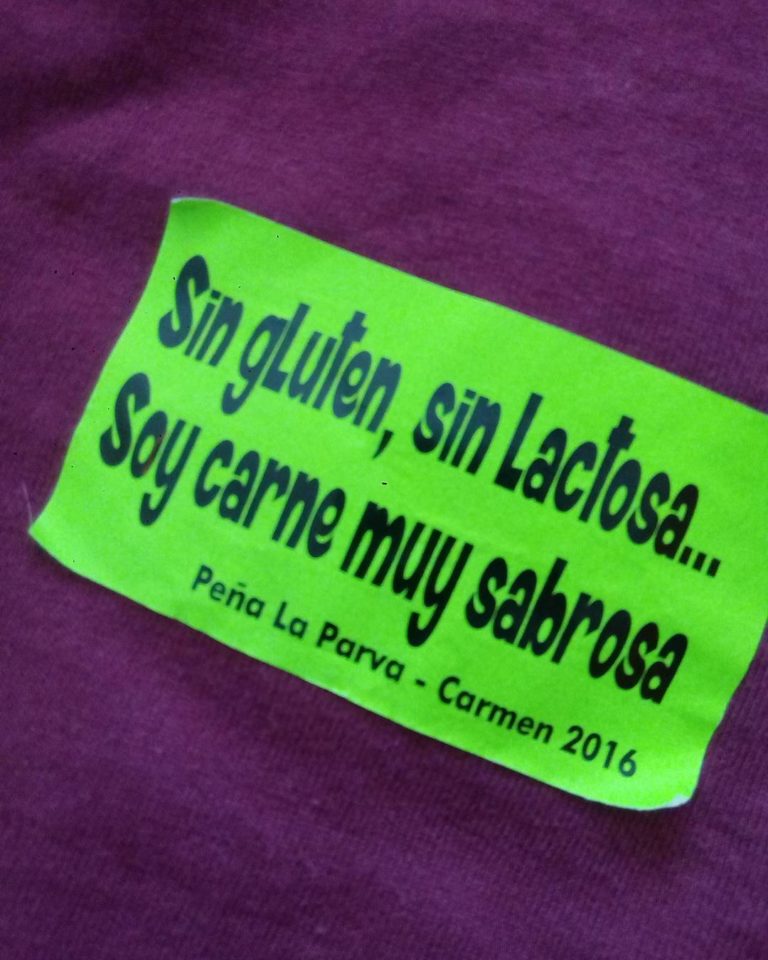 Sin gluten, sin Lactosa...
Soy carne muy sabrosa
Peña La Parva - Carmen 2016